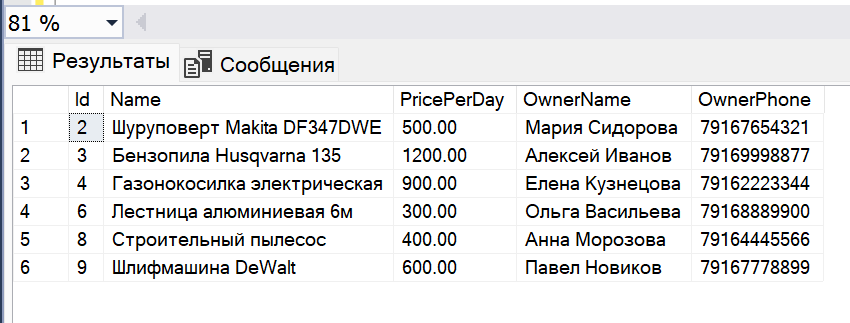 81 %
Результаты Сообщения
Id Name PricePerDay OwnerName OwnerPhone
1 2 Шуруповерт Makita DF347DWE 500.00 Мария Сидорова 79167654321
2 3 Бензопила Husqvarna 135 1200.00 Алексей Иванов 79169998877
3 4 Газонокосилка электрическая 900.00 Елена Кузнецова 79162223344
4 6 Лестница алюминиевая 6м 300.00 Ольга Васильева 79168889900
5 8 Строительный пылесос 400.00 Анна Морозова 79164445566
6 9 Шлифмашина DeWalt 600.00 Павел Новиков 79167778899